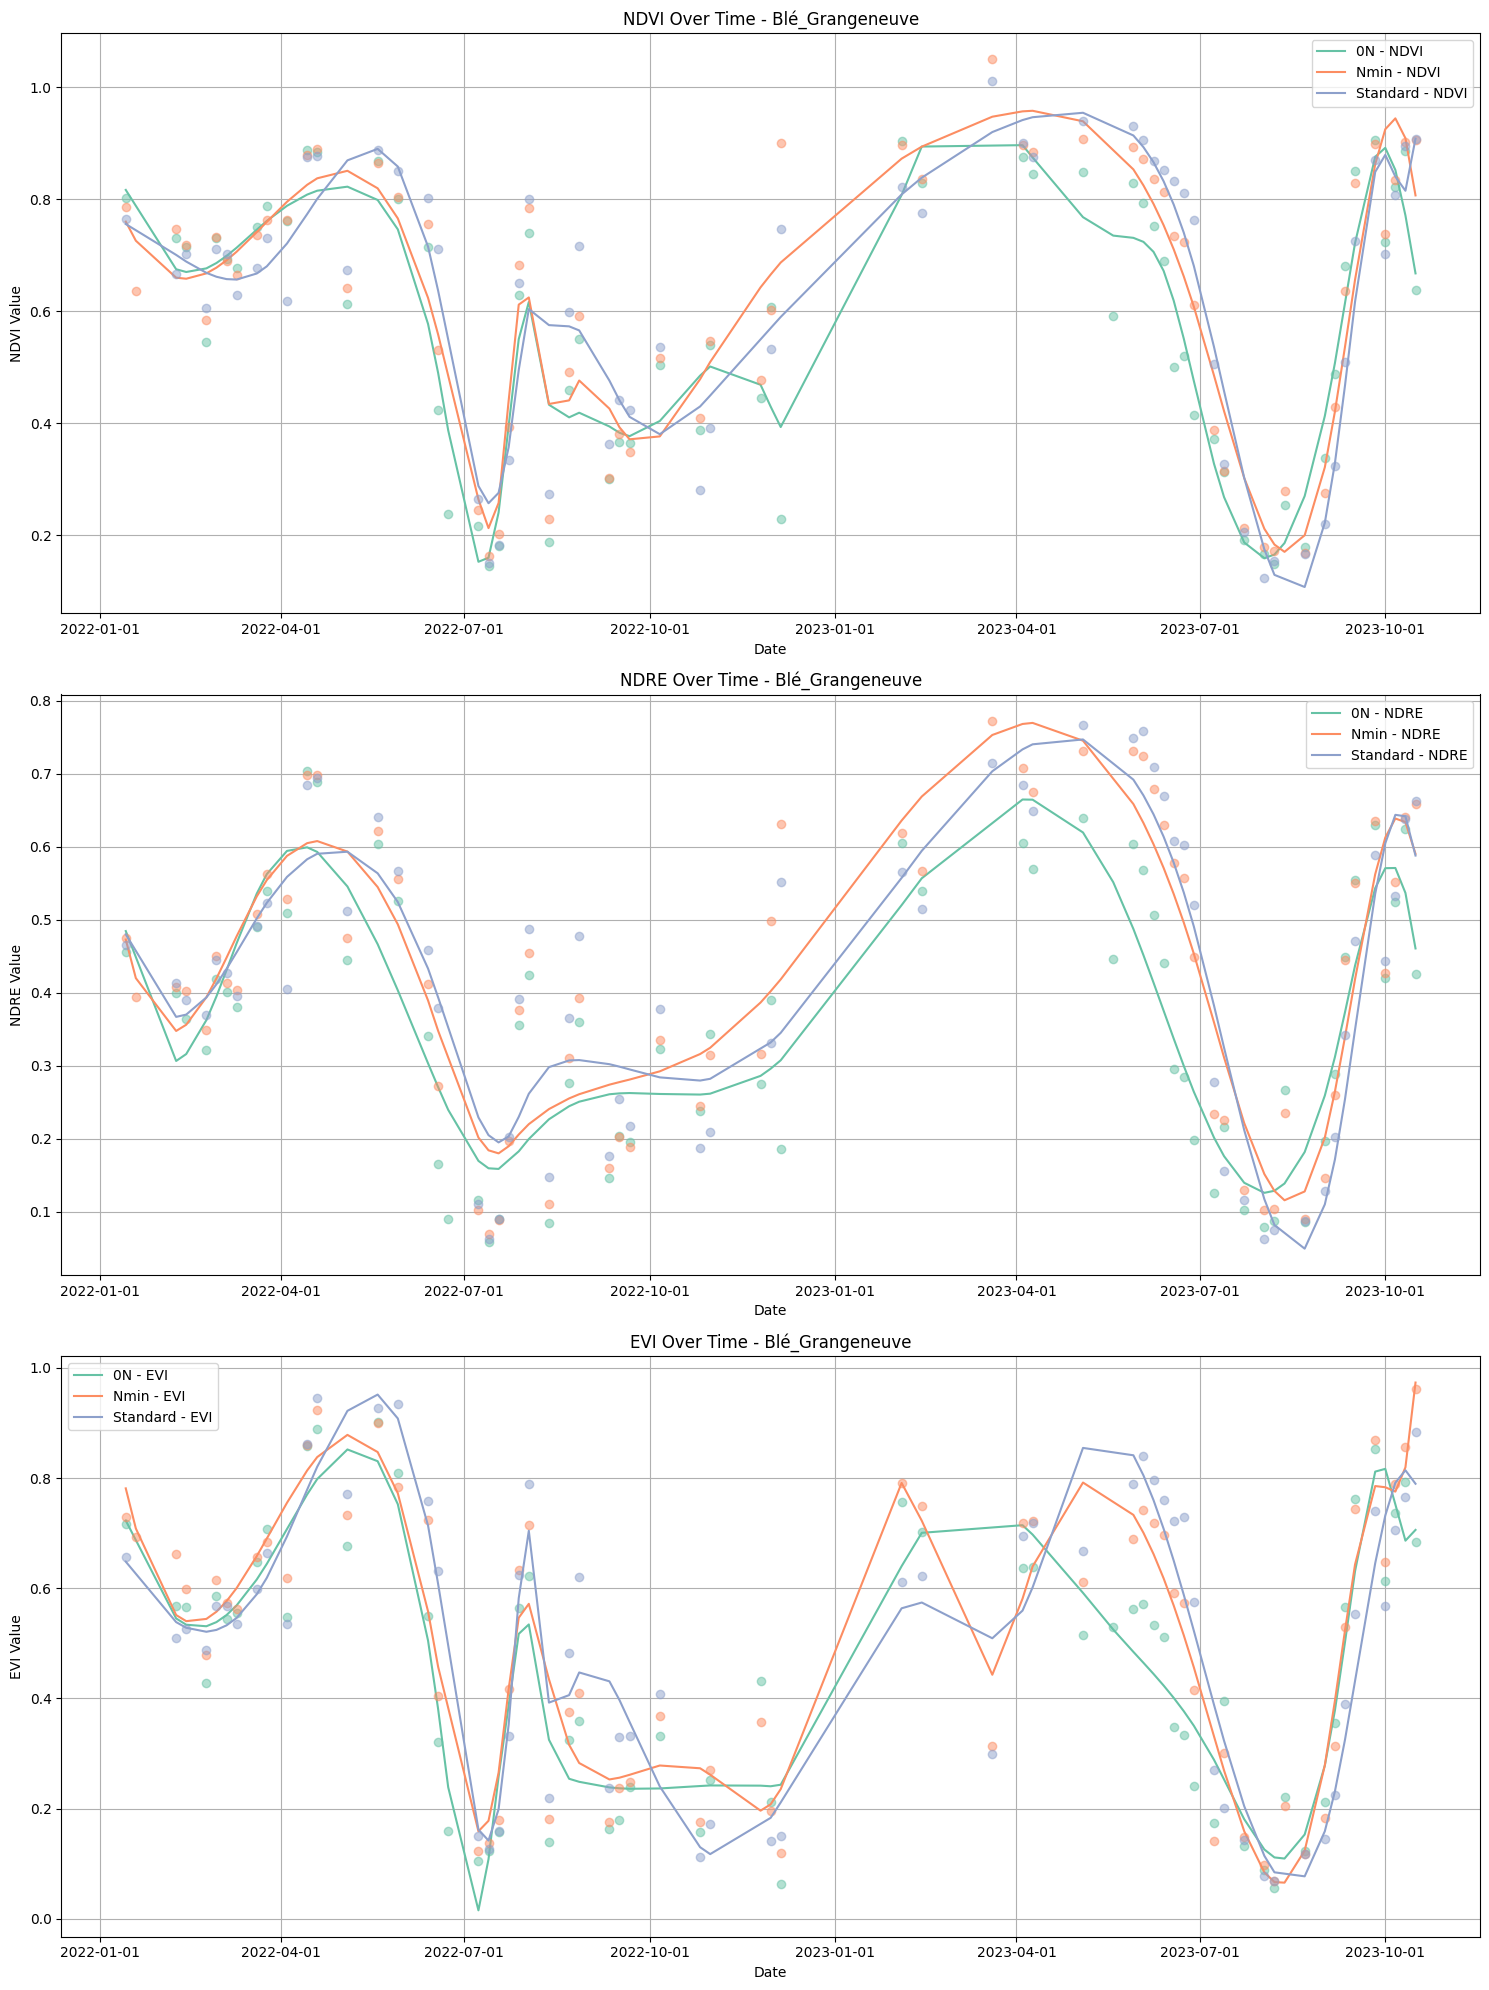 NDVI Over Time - Blé_Grangeneuve
0N - NDVI
Nmin - NDVI
Standard - NDVI
NDVI Value
1.0
0.8
0.6
0.4
0.2
2022-01-01 2022-04-01 2022-07-01 2022-10-01 2023-01-01 2023-04-01 2023-07-01 2023-10-01
Date
NDRE Over Time - Blé_Grangeneuve
0N - NDRE
Nmin - NDRE
Standard - NDRE
NDRE Value
0.8
0.7
0.6
0.5
0.4
0.3
0.2
0.1
2022-01-01 2022-04-01 2022-07-01 2022-10-01 2023-01-01 2023-04-01 2023-07-01 2023-10-01
Date
EVI Over Time - Blé_Grangeneuve
0N - EVI
Nmin - EVI
Standard - EVI
EVI Value
1.0
0.8
0.6
0.4
0.2
0.0
2022-01-01 2022-04-01 2022-07-01 2022-10-01 2023-01-01 2023-04-01 2023-07-01 2023-10-01
Date